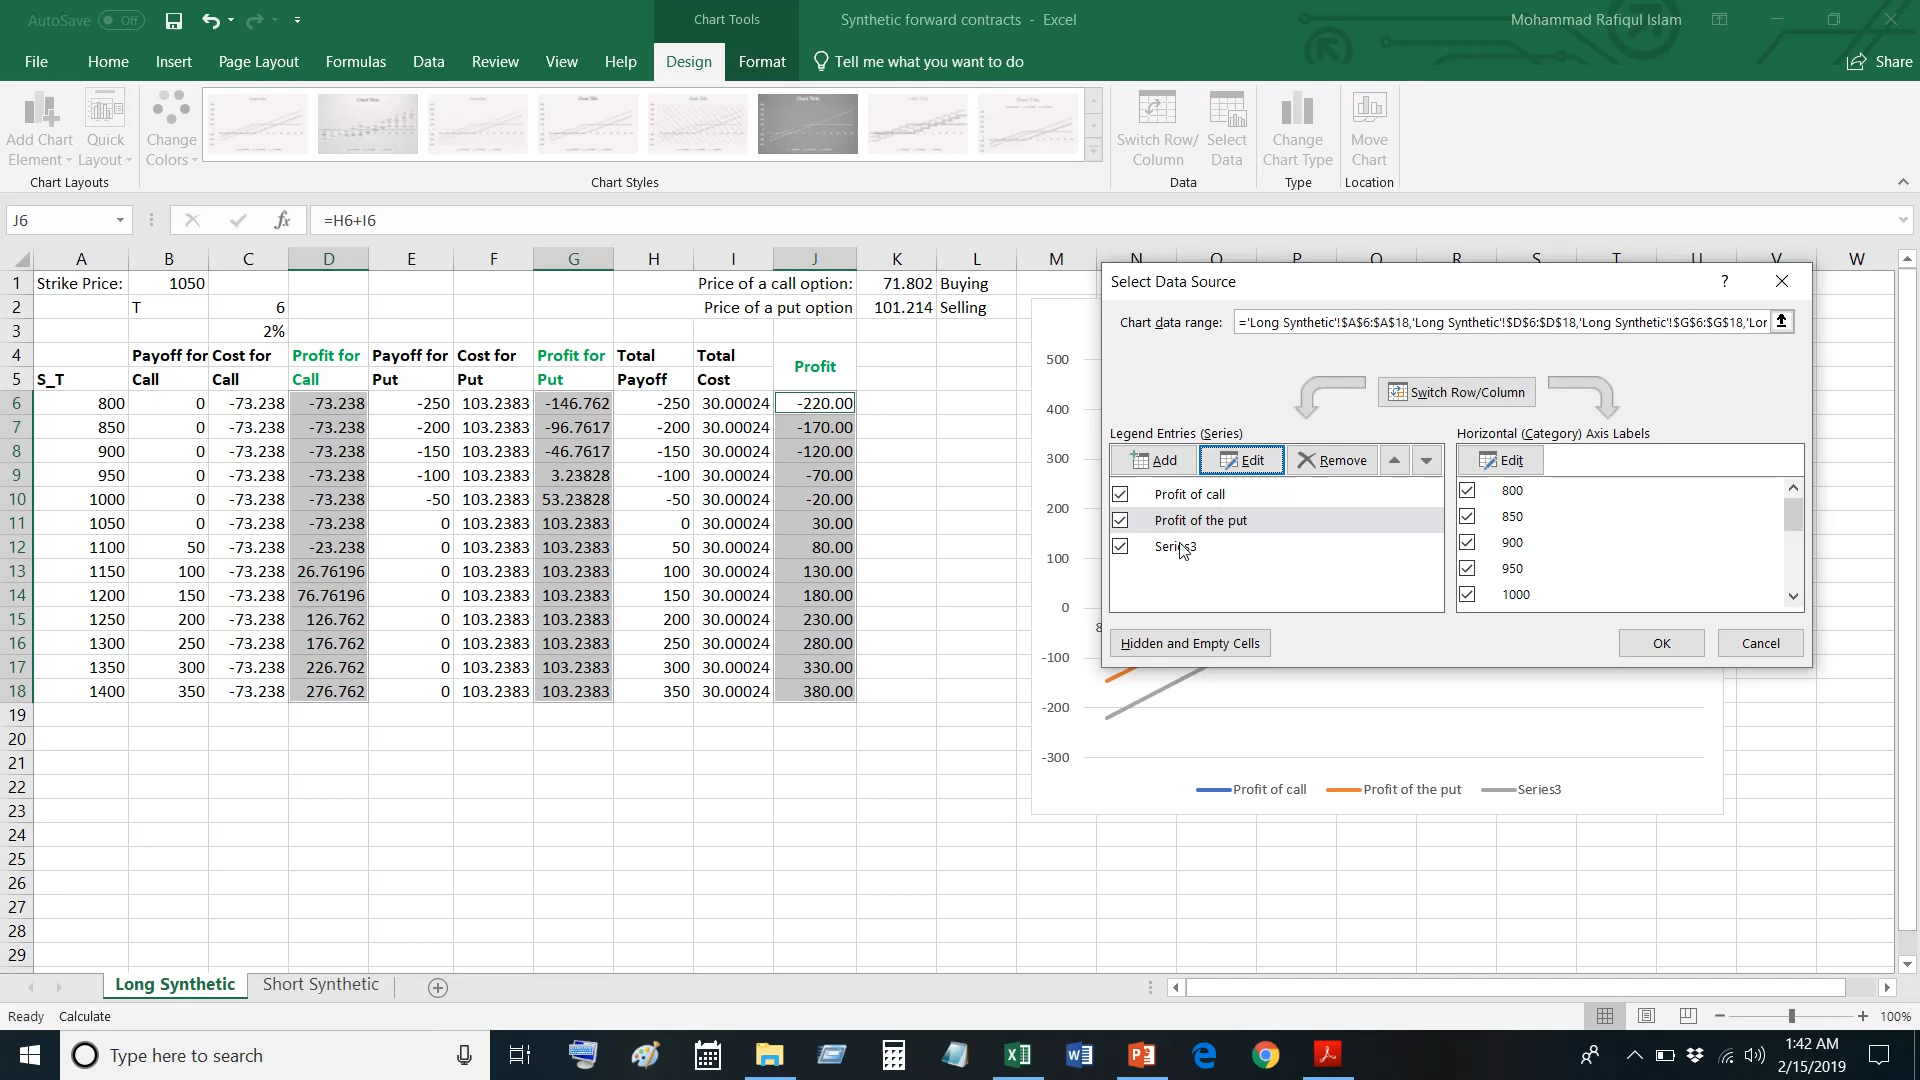 AutoSave Off
Chart Tools
Synthetic forward contracts - Excel
Mohammad Rafiqul Islam
File Home Insert Page Layout Formulas Data Review View Help Design Format Tell me what you want to do Share
Add Chart Element Quick Layout Change Colors Switch Row/ Column Select Data Change Chart Type Move Chart
Chart Layouts Chart Styles Data Type Location
J6 fx =H6+I6
A B C D E F G H I J K L M N O P Q R S T U V W
1 Strike Price: 1050 Price of a call option: 71.802 Buying
2 T 6 Price of a put option 101.214 Selling
3 2%
4 Payoff for Cost for Profit for Payoff for Cost for Profit for Total Total Profit
5 S_T Call Call Call Put Put Put Payoff Cost
6 800 0 -73.238 -73.238 -250 103.2383 -146.762 -250 30.00024 -220.00
7 850 0 -73.238 -73.238 -200 103.2383 -96.7617 -200 30.00024 -170.00
8 900 0 -73.238 -73.238 -150 103.2383 -46.7617 -150 30.00024 -120.00
9 950 0 -73.238 -73.238 -100 103.2383 3.23828 -100 30.00024 -70.00
10 1000 0 -73.238 -73.238 -50 103.2383 53.23828 -50 30.00024 -20.00
11 1050 0 -73.238 -73.238 0 103.2383 103.2383 0 30.00024 30.00
12 1100 50 -73.238 -23.238 0 103.2383 103.2383 50 30.00024 80.00
13 1150 100 -73.238 26.76196 0 103.2383 103.2383 100 30.00024 130.00
14 1200 150 -73.238 76.76196 0 103.2383 103.2383 150 30.00024 180.00
15 1250 200 -73.238 126.762 0 103.2383 103.2383 200 30.00024 230.00
16 1300 250 -73.238 176.762 0 103.2383 103.2383 250 30.00024 280.00
17 1350 300 -73.238 226.762 0 103.2383 103.2383 300 30.00024 330.00
18 1400 350 -73.238 276.762 0 103.2383 103.2383 350 30.00024 380.00
19
20
21
22
23
24
25
26
27
28
29
Select Data Source ?
Chart data range: ='Long Synthetic'!$A$6:$A$18,'Long Synthetic'!$D$6:$D$18,'Long Synthetic'!$G$6:$G$18,'Lor
Switch Row/Column
Legend Entries (Series) Horizontal (Category) Axis Labels
Add Edit Remove Edit
Profit of call 800
Profit of the put 850
Series3 900
950
1000
Hidden and Empty Cells OK Cancel
500
400
300
200
100
0
8
-100
-200
-300
Profit of call Profit of the put Series3
Long Synthetic Short Synthetic
Ready Calculate 100%
Type here to search
1:42 AM
2/15/2019